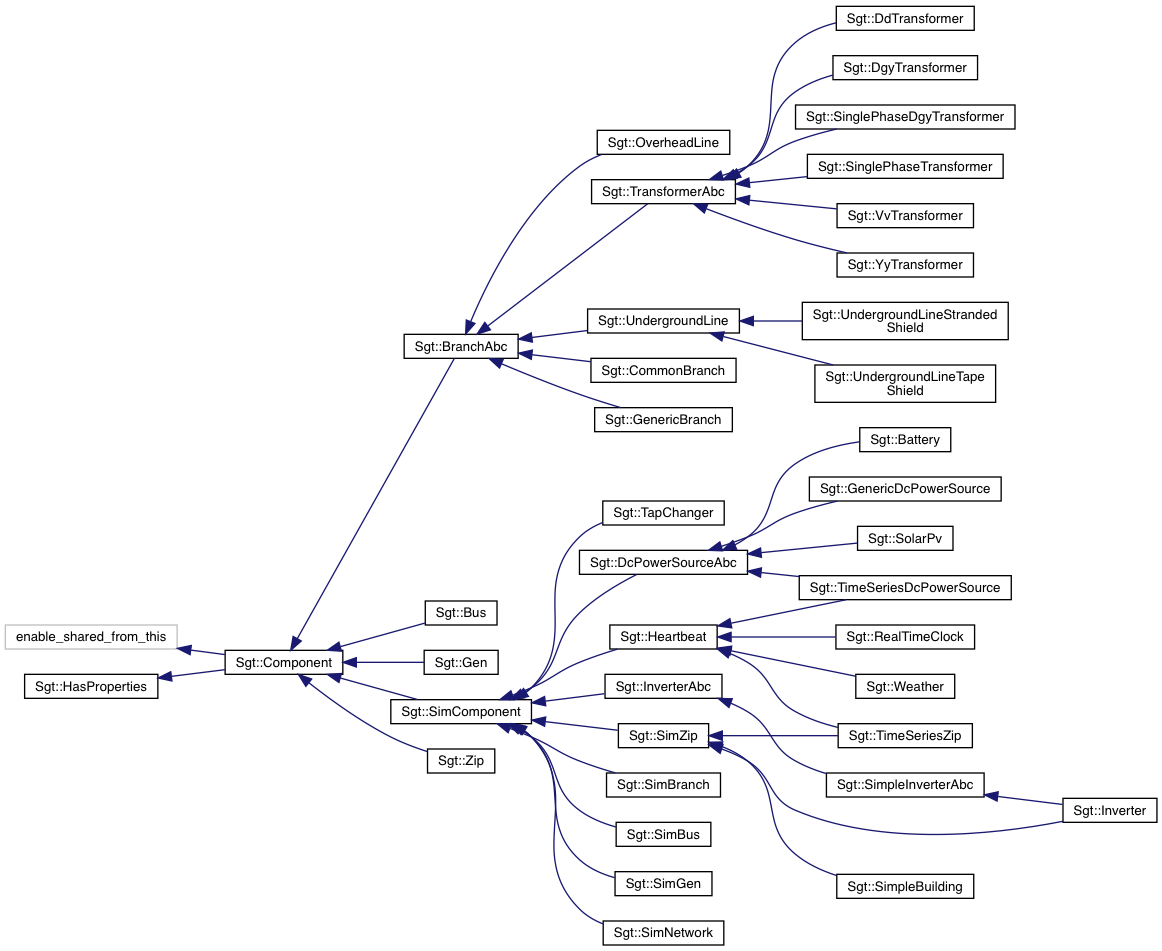 Sgt::DdTransformer
Sgt::DgyTransformer
Sgt::SinglePhaseDgyTransformer
Sgt::OverheadLine
Sgt::SinglePhaseTransformer
Sgt::TransformerAbc
Sgt::VvTransformer
Sgt::YyTransformer
Sgt::UndergroundLineStranded
Shield
Sgt::UndergroundLine
Sgt::BranchAbc
Sgt::CommonBranch
Sgt::UndergroundLineTape
Shield
Sgt::GenericBranch
Sgt::Battery
Sgt::GenericDcPowerSource
Sgt::TapChanger
Sgt::SolarPv
Sgt::DcPowerSourceAbc
Sgt::TimeSeriesDcPowerSource
Sgt::Bus
enable_shared_from_this
Sgt::Heartbeat
Sgt::RealTimeClock
Sgt::Component
Sgt::Gen
Sgt::HasProperties
Sgt::InverterAbc
Sgt::Weather
Sgt::SimComponent
Sgt::SimZip
Sgt::TimeSeriesZip
Sgt::Zip
Sgt::SimBranch
Sgt::SimpleInverterAbc
Sgt::Inverter
Sgt::SimBus
Sgt::SimGen
Sgt::SimpleBuilding
Sgt::SimNetwork